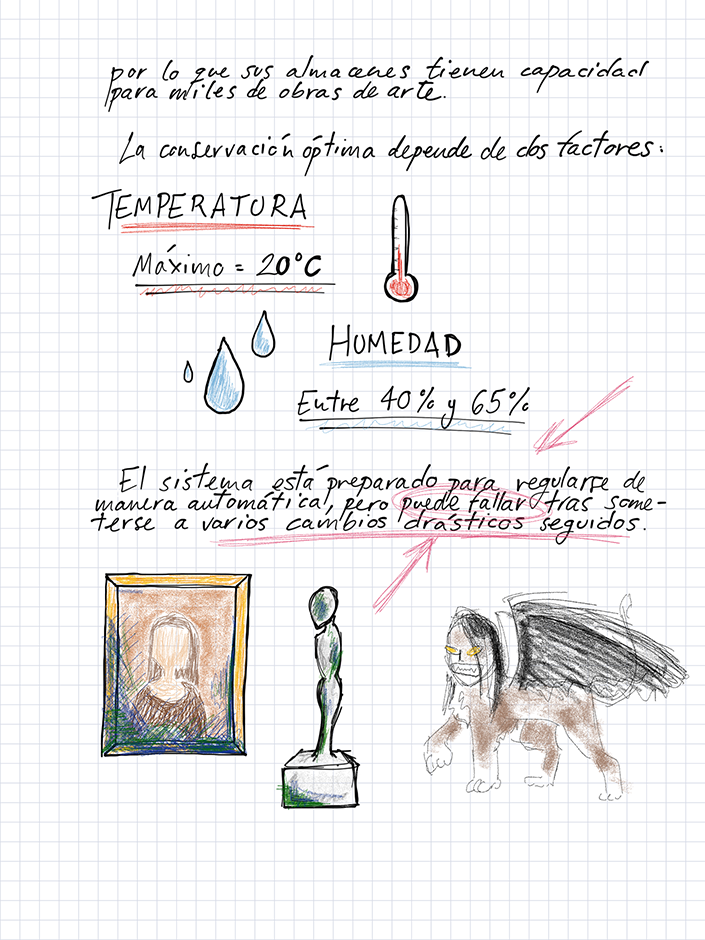 por lo que sus almacenes tienen capacidad
para miles de obras de arte.
La conservación óptima depende de dos factores:
TEMPERATURA
Máximo = 20°C
HUMEDAD
Entre 40% y 65%
El sistema está preparado para regularse de
manera automática, pero puede fallar tras some-
terse a varios cambios drásticos seguidos.